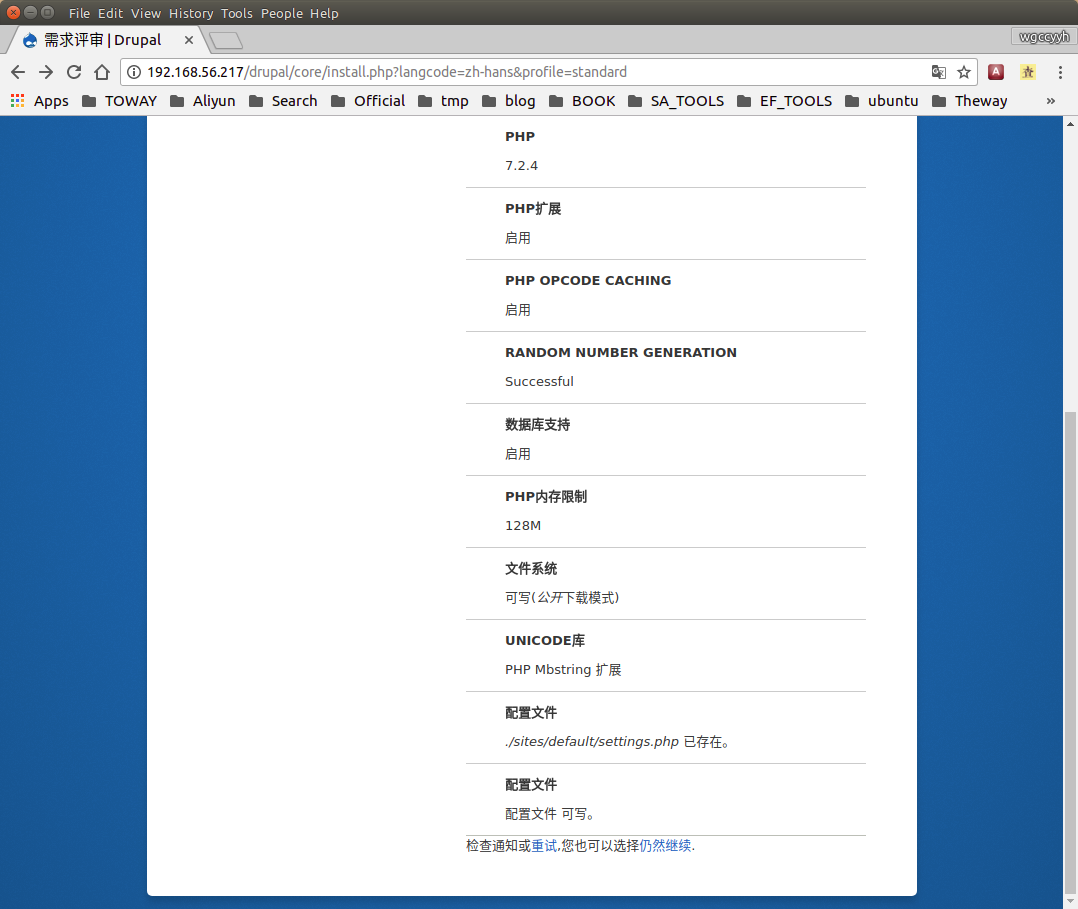 File Edit View History Tools People Help
需求评审 | Drupal
wgccyyh
192.168.56.217/drupal/core/install.php?langcode=zh-hans&profile=standard
Apps TOWAY Aliyun Search Official tmp blog BOOK SA_TOOLS EF_TOOLS ubuntu Theway »
PHP
7.2.4
PHP扩展
启用
PHP OPCODE CACHING
启用
RANDOM NUMBER GENERATION
Successful
数据库支持
启用
PHP内存限制
128M
文件系统
可写(公开下载模式)
UNICODE库
PHP Mbstring 扩展
配置文件
./sites/default/settings.php 已存在。
配置文件
配置文件 可写。
检查通知或重试,您也可以选择仍然继续.